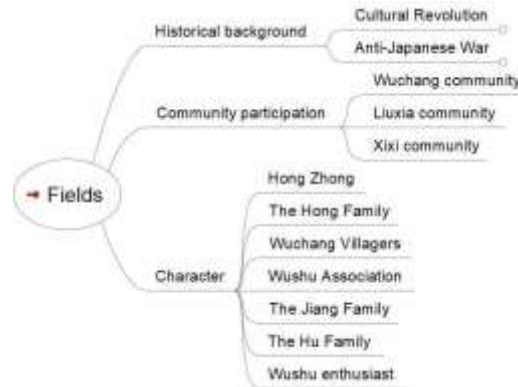 Fields
Historical background
Cultural Revolution
Anti-Japanese War
Community participation
Wuchang community
Liuxia community
Xixi community
Character
Hong Zhong
The Hong Family
Wuchang Villagers
Wushu Association
The Jiang Family
The Hu Family
Wushu enthusiast